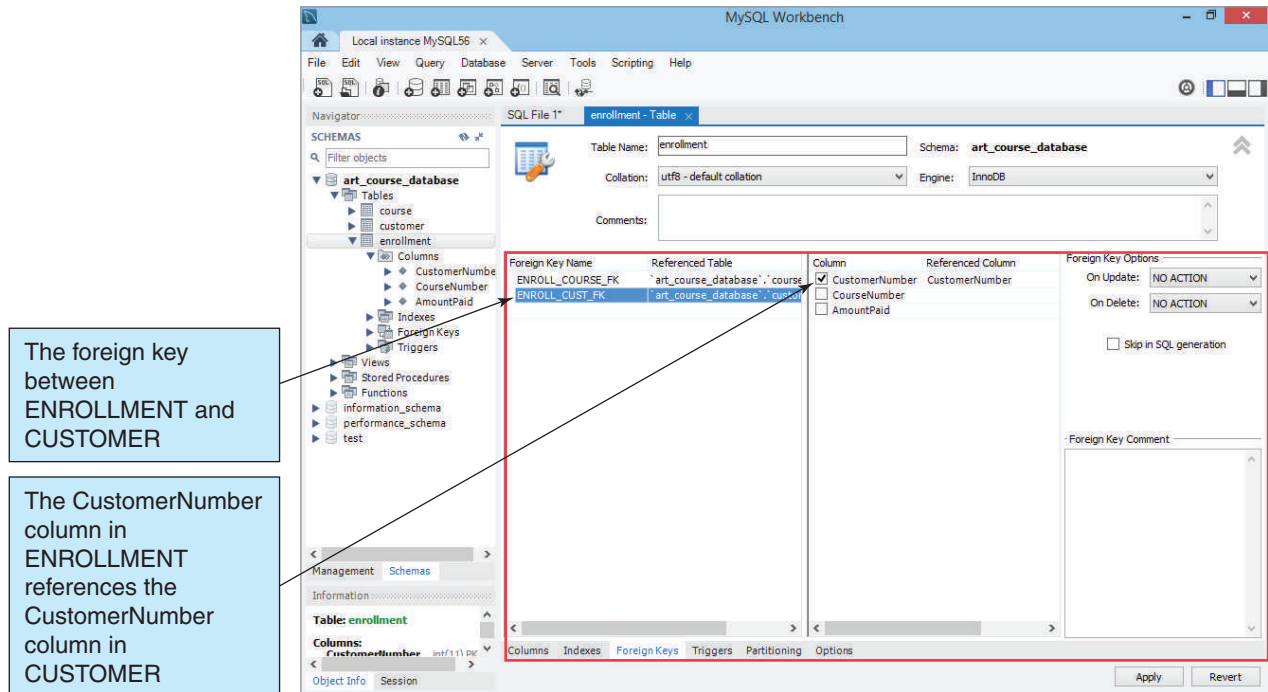 MySQL Workbench
Local instance MySQL56 ×
File Edit View Query Database Server Tools Scripting Help
Navigator
SCHEMAS
Filter objects
art_course_database
Tables
course
customer
enrollment
Columns
CustomerNumbe
CourseNumber
AmountPaid
Indexes
Foreign Keys
Triggers
Views
Stored Procedures
Functions
information_schema
performance_schema
test
Management Schemas
Information
Table: enrollment
Columns:
CustomerNumber int(11) PK
Object Info Session
SQL File 1* enrollment - Table ×
Table Name: enrollment Schema: art_course_database
Collation: utf8 - default collation Engine: InnoDB
Comments:
Foreign Key Name Referenced Table
ENROLL_COURSE_FK `art_course_database`.`course
ENROLL_CUST_FK `art_course_database`.`custor
Column Referenced Column
CustomerNumber CustomerNumber
CourseNumber
AmountPaid
Foreign Key Options
On Update: NO ACTION
On Delete: NO ACTION
Skip in SQL generation
Foreign Key Comment
Columns Indexes Foreign Keys Triggers Partitioning Options
Apply Revert
The foreign key
between
ENROLLMENT and
CUSTOMER
The CustomerNumber
column in
ENROLLMENT
references the
CustomerNumber
column in
CUSTOMER